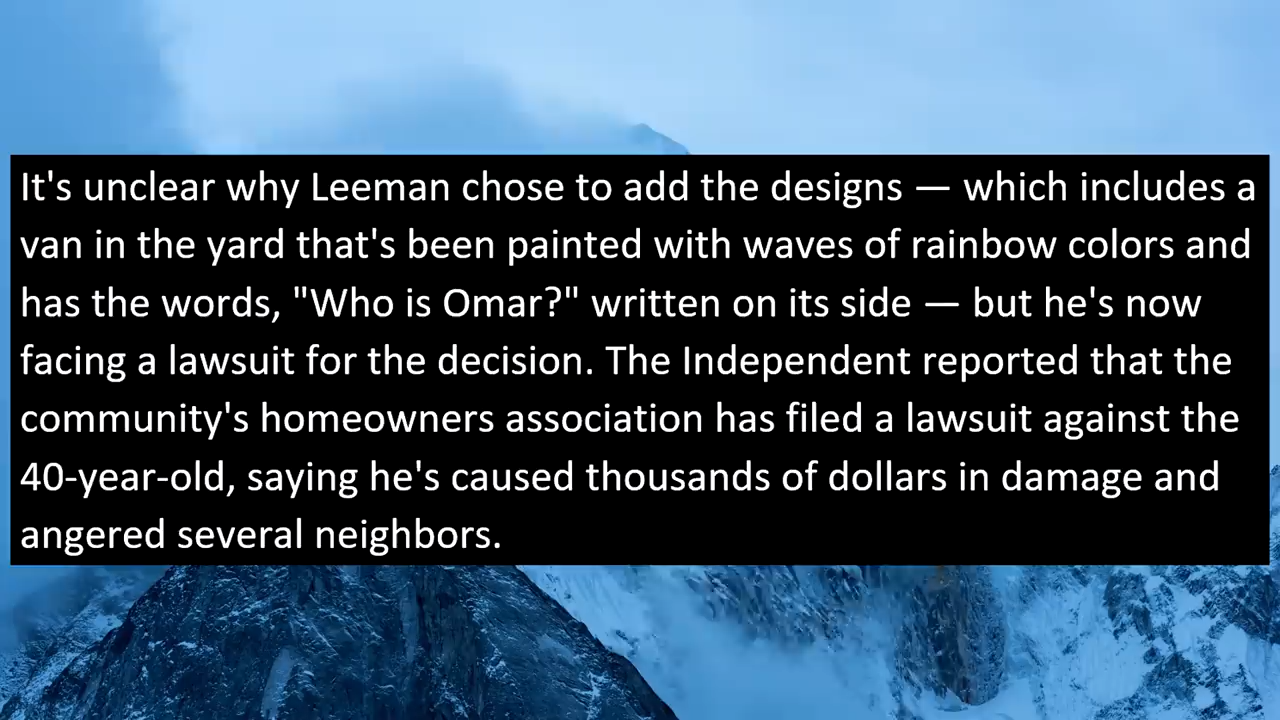 It's unclear why Leeman chose to add the designs — which includes a
van in the yard that's been painted with waves of rainbow colors and
has the words, "Who is Omar?" written on its side — but he's now
facing a lawsuit for the decision. The Independent reported that the
community's homeowners association has filed a lawsuit against the
40-year-old, saying he's caused thousands of dollars in damage and
angered several neighbors.